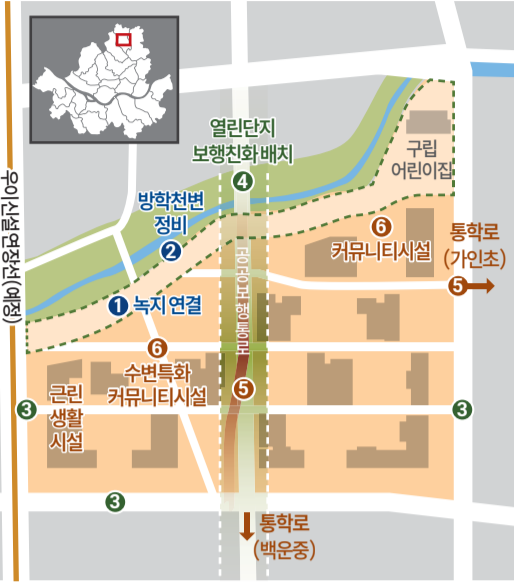 열린단지
보행친화 배치
4
구립
어린이집
방학천변
정비
2
6
커뮤니티시설
통학로
(가인초)
5
우이신설 연장선(예정)
공공보행통로
1 녹지 연결
6
수변특화
커뮤니티시설
5
근린
생활
시설
3
3
3
통학로
(백운중)